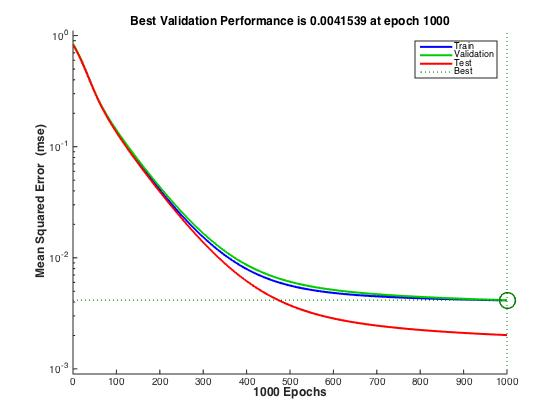 Best Validation Performance is 0.0041539 at epoch 1000
Train
Validation
Test
Best
10^0
10^-1
10^-2
10^-3
Mean Squared Error (mse)
0 100 200 300 400 500 600 700 800 900 1000
1000 Epochs